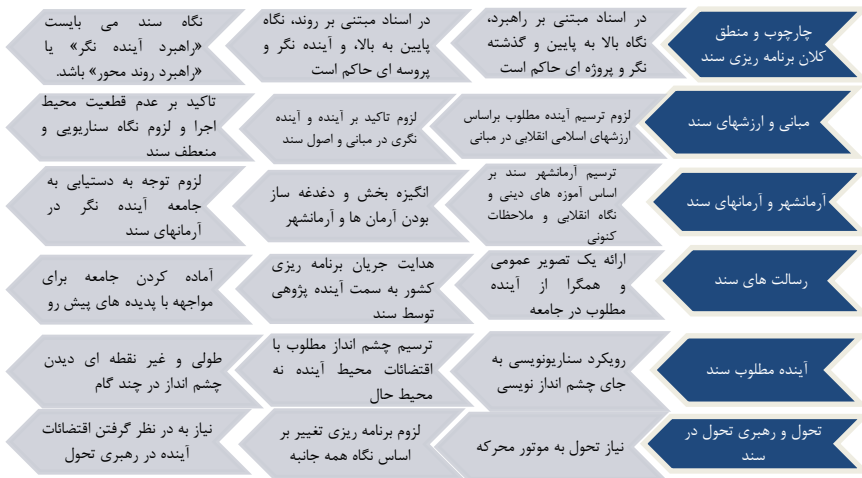 چارچوب و منطق
کلان برنامه ریزی سند
در اسناد مبتنی بر راهبرد،
نگاه بالا به پایین و گذشته
نگر و پروژه ای حاکم است
در اسناد مبتنی بر روند، نگاه
پایین به بالا، و آینده نگر و
پروسه ای حاکم است
نگاه سند می بایست
«راهبرد آینده نگر» یا
«راهبرد روند محور» باشد.
مبانی و ارزشهای سند
لزوم ترسیم آینده مطلوب براساس
ارزشهای اسلامی انقلابی در مبانی
لزوم تاکید بر آینده و آینده
نگری در مبانی و اصول سند
تاکید بر عدم قطعیت محیط
اجرا و لزوم نگاه سناریویی و
منعطف سند
آرمانشهر و آرمانهای سند
ترسیم آرمانشهر سند بر
اساس آموزه های دینی و
نگاه انقلابی و ملاحظات
کنونی
انگیزه بخش و دغدغه ساز
بودن آرمان ها و آرمانشهر
لزوم توجه به دستیابی به
جامعه آینده نگر در
آرمانهای سند
رسالت های سند
ارائه یک تصویر عمومی
و همگرا از آینده
مطلوب در جامعه
هدایت جریان برنامه ریزی
کشور به سمت آینده پژوهی
توسط سند
آماده کردن جامعه برای
مواجهه با پدیده های پیش رو
آینده مطلوب سند
رویکرد سناریونویسی به
جای چشم انداز نویسی
ترسیم چشم انداز مطلوب با
اقتضائات محیط آینده نه
محیط حال
طولی و غیر نقطه ای دیدن
چشم انداز در چند گام
تحول و رهبری تحول در
سند
نیاز تحول به موتور محرکه
لزوم برنامه ریزی تغییر بر
اساس نگاه همه جانبه
نیاز به در نظر گرفتن اقتضائات
آینده در رهبری تحول